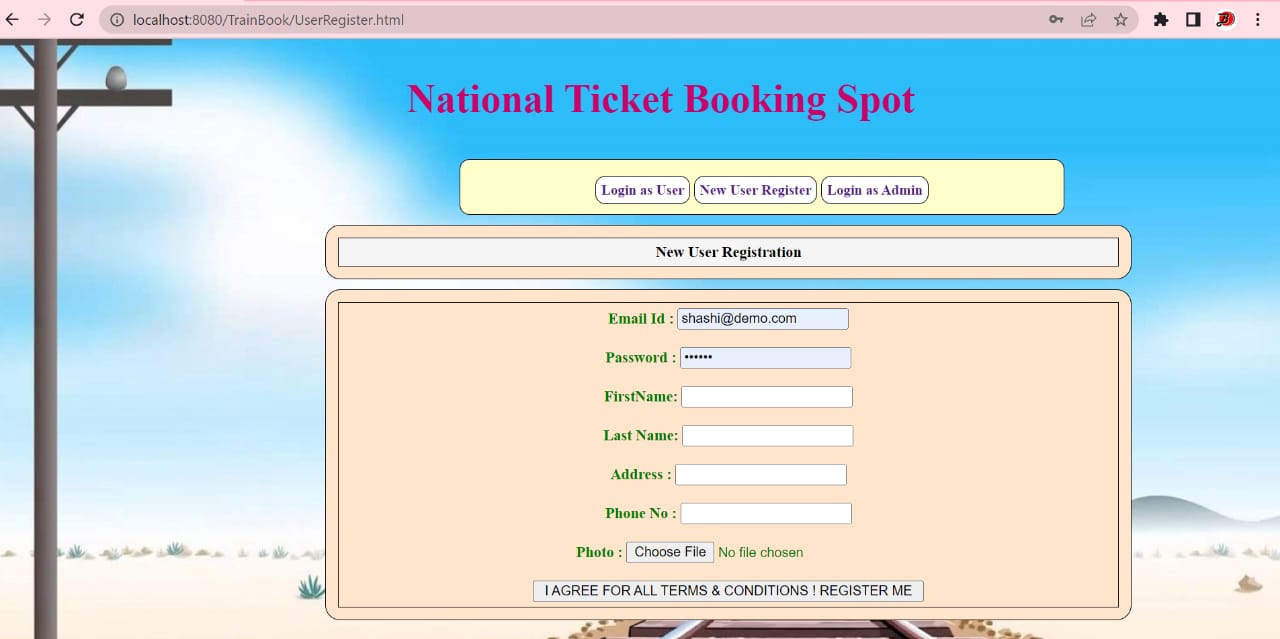 localhost:8080/TrainBook/UserRegister.html
National Ticket Booking Spot
Login as User New User Register Login as Admin
New User Registration
Email Id : shashi@demo.com
Password : ••••••
FirstName:
Last Name:
Address :
Phone No :
Photo : Choose File No file chosen
I AGREE FOR ALL TERMS & CONDITIONS ! REGISTER ME